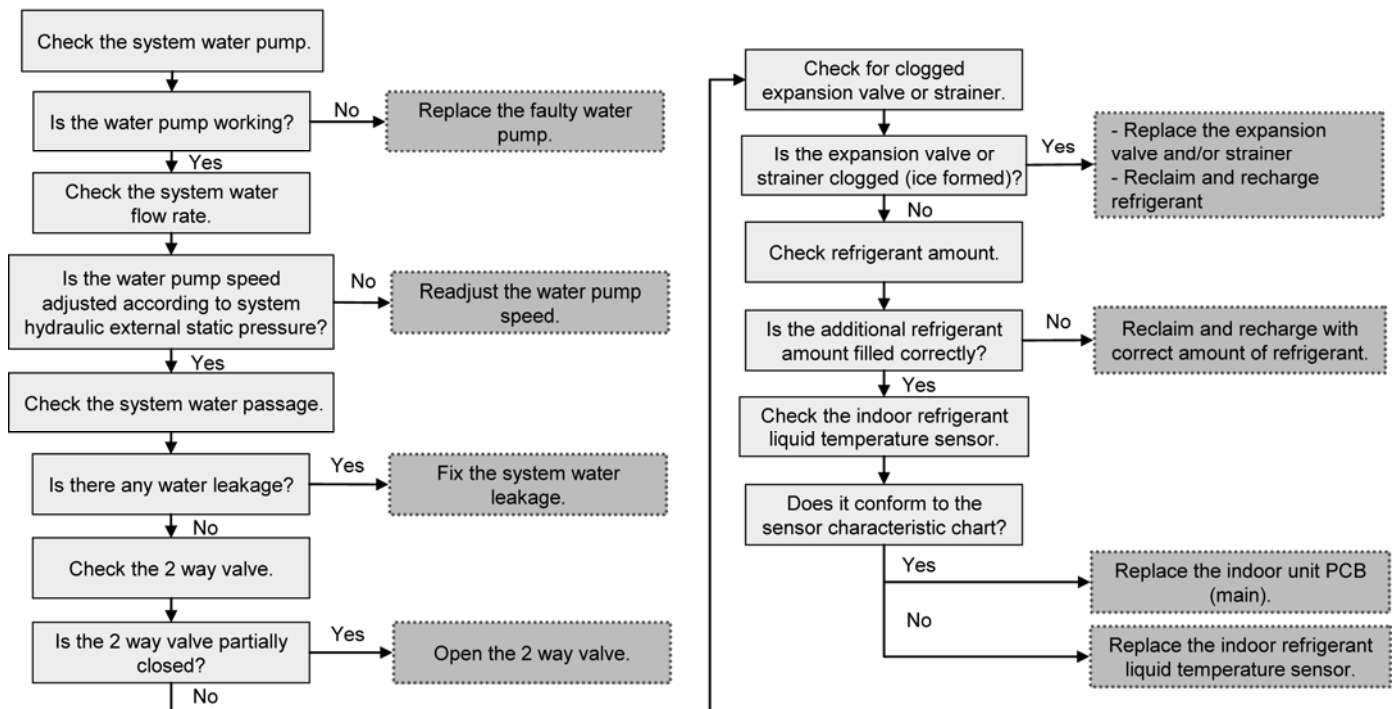 Check the system water pump.
Is the water pump working?
No
Replace the faulty water
pump.
Yes
Check the system water
flow rate.
Is the water pump speed
adjusted according to system
hydraulic external static pressure?
No
Readjust the water pump
speed.
Yes
Check the system water passage.
Is there any water leakage?
Yes
Fix the system water
leakage.
No
Check the 2 way valve.
Is the 2 way valve partially
closed?
Yes
Open the 2 way valve.
No
Check for clogged
expansion valve or strainer.
Is the expansion valve or
strainer clogged (ice formed)?
Yes
- Replace the expansion
valve and/or strainer
- Reclaim and recharge
refrigerant
No
Check refrigerant amount.
Is the additional refrigerant
amount filled correctly?
No
Reclaim and recharge with
correct amount of refrigerant.
Yes
Check the indoor refrigerant
liquid temperature sensor.
Does it conform to the
sensor characteristic chart?
Yes
Replace the indoor unit PCB
(main).
No
Replace the indoor refrigerant
liquid temperature sensor.